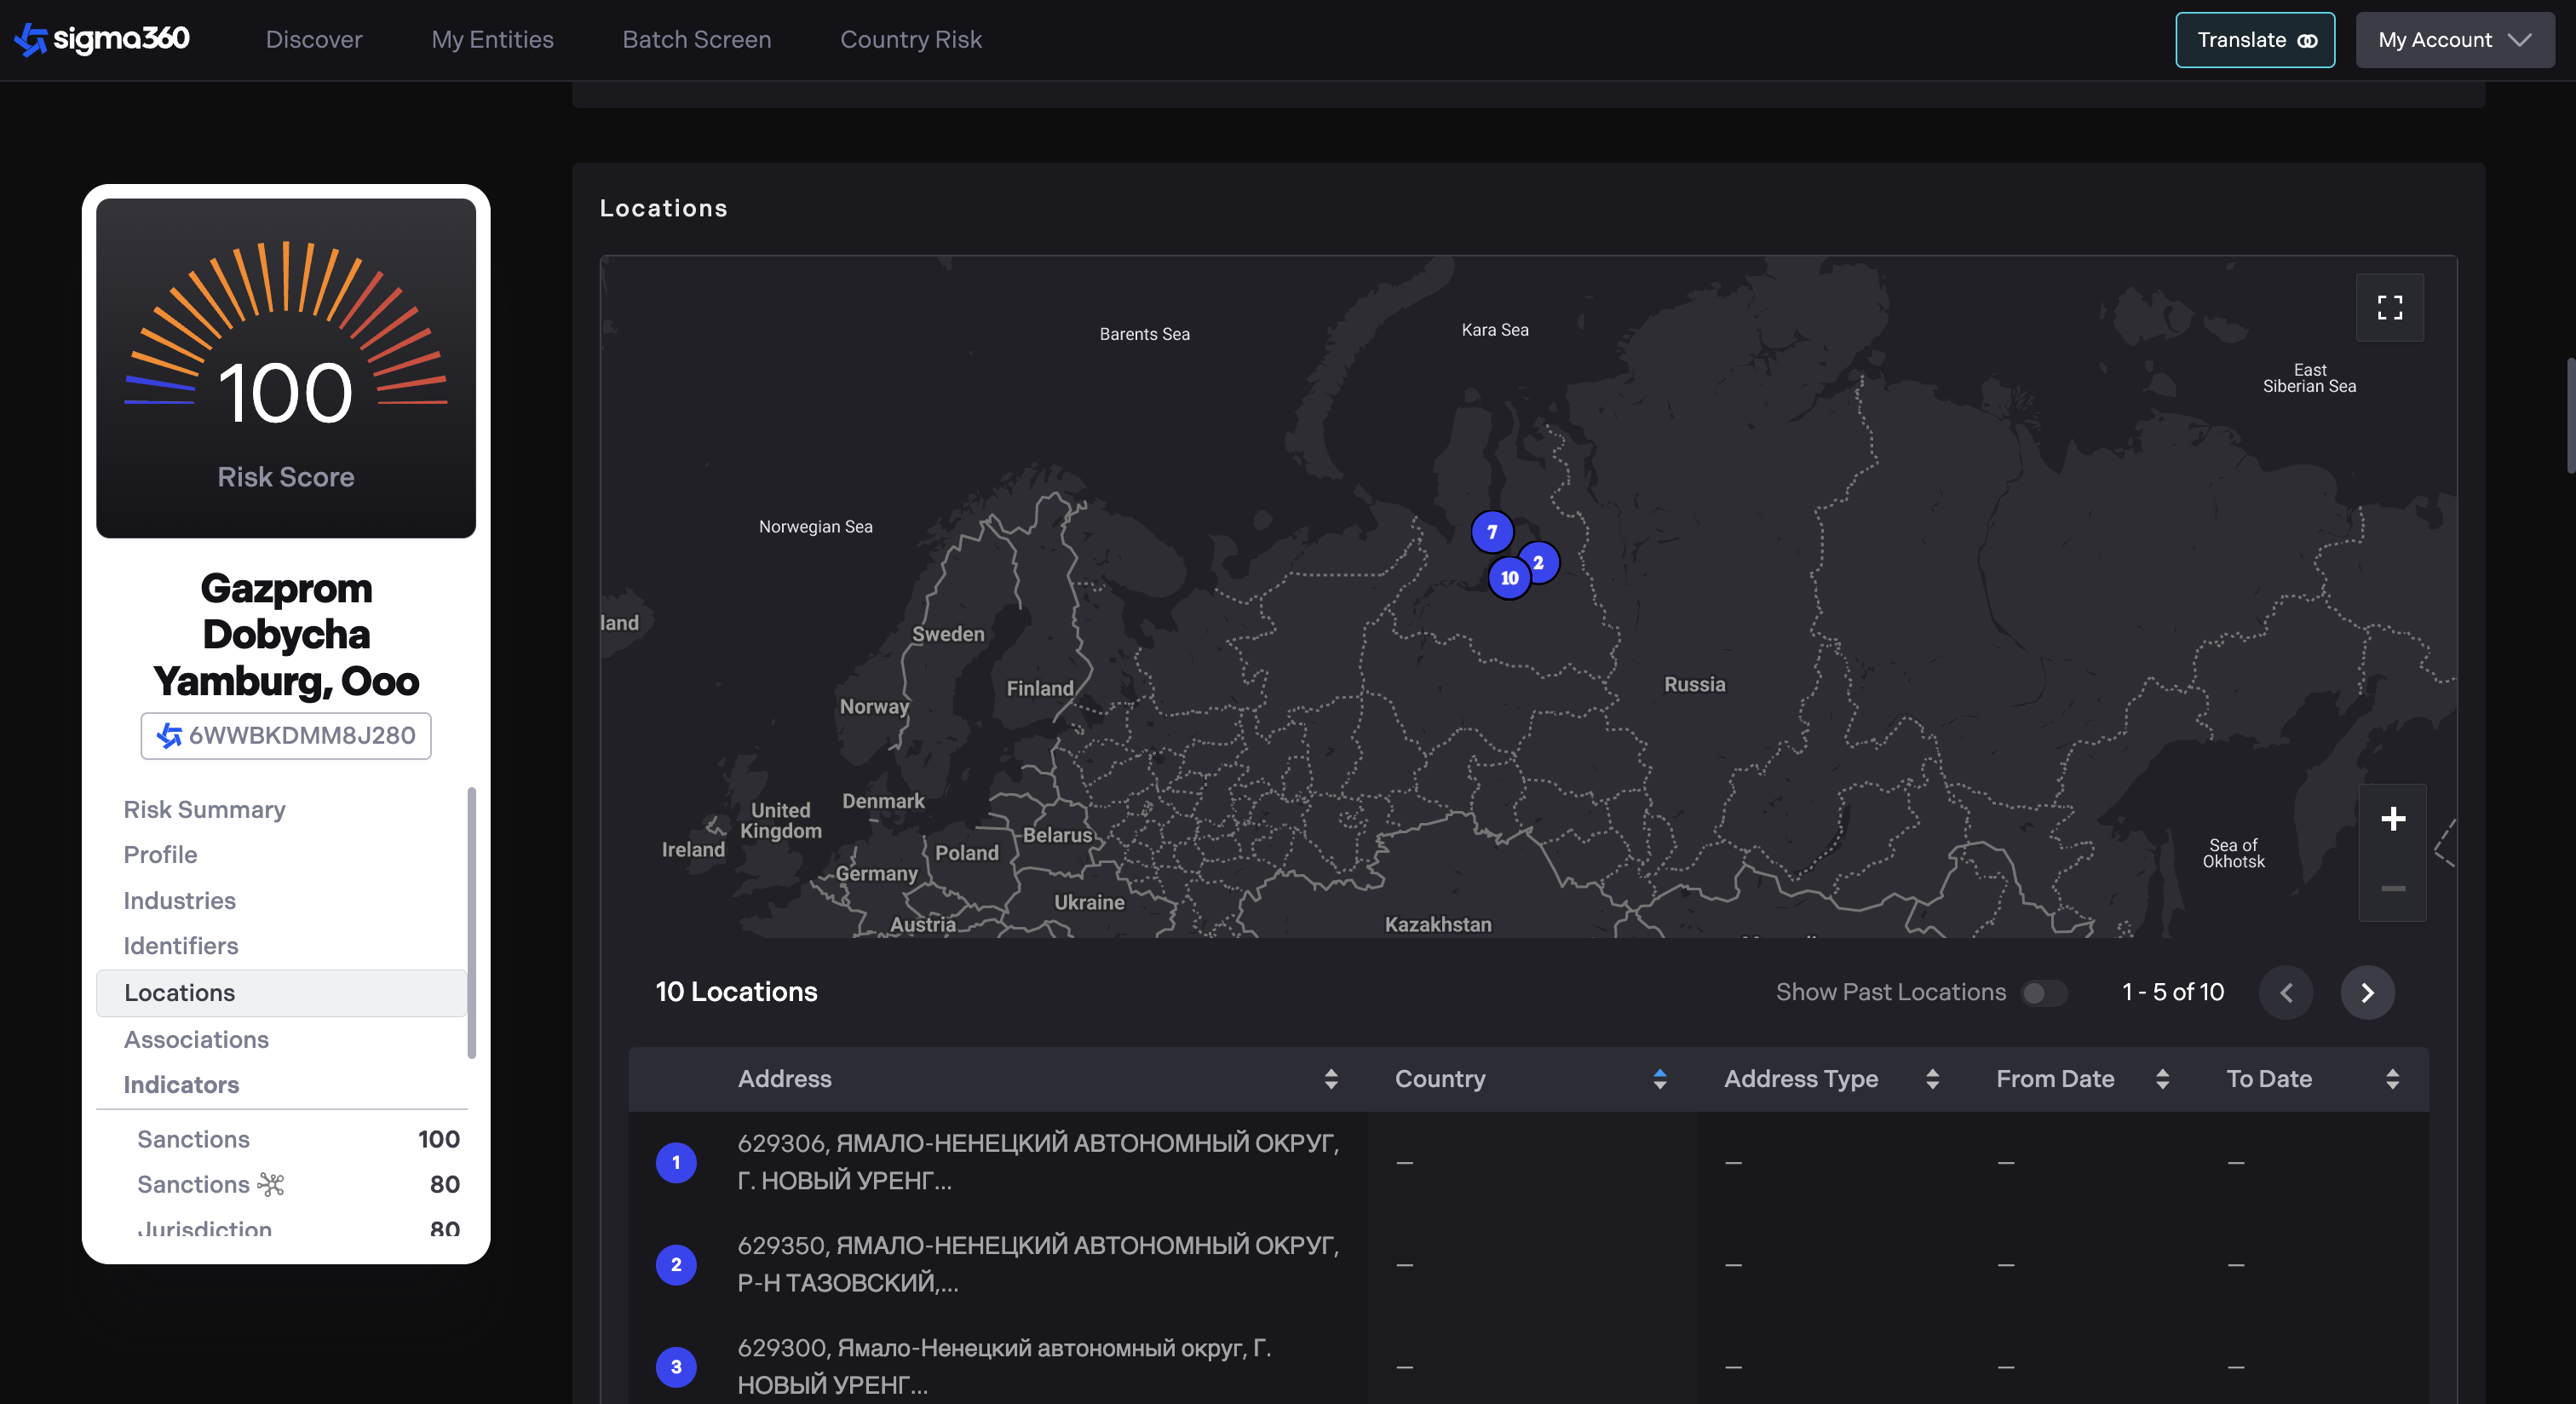 sigma360
Discover
My Entities
Batch Screen
Country Risk
Translate
My Account
100
Risk Score
Gazprom
Dobycha
Yamburg, Ooo
6WWBKDMM8J280
Risk Summary
Profile
Industries
Identifiers
Locations
Associations
Indicators
Sanctions 100
Sanctions 80
Jurisdiction 80
Locations
Barents Sea
Kara Sea
East
Siberian Sea
Norwegian Sea
7
2
10
land
Sweden
Finland
Norway
Russia
United
Kingdom
Denmark
Ireland
Belarus
Poland
Germany
Ukraine
Austria
Kazakhstan
Sea of
Okhotsk
10 Locations
Show Past Locations
1 - 5 of 10
Address
Country
Address Type
From Date
To Date
1
629306, ЯМАЛО-НЕНЕЦКИЙ АВТОНОМНЫЙ ОКРУГ,
Г. НОВЫЙ УРЕНГ...
— — — —
2
629350, ЯМАЛО-НЕНЕЦКИЙ АВТОНОМНЫЙ ОКРУГ,
Р-Н ТАЗОВСКИЙ,...
— — — —
3
629300, Ямало-Ненецкий автономный округ, Г.
НОВЫЙ УРЕНГ...
— — — —